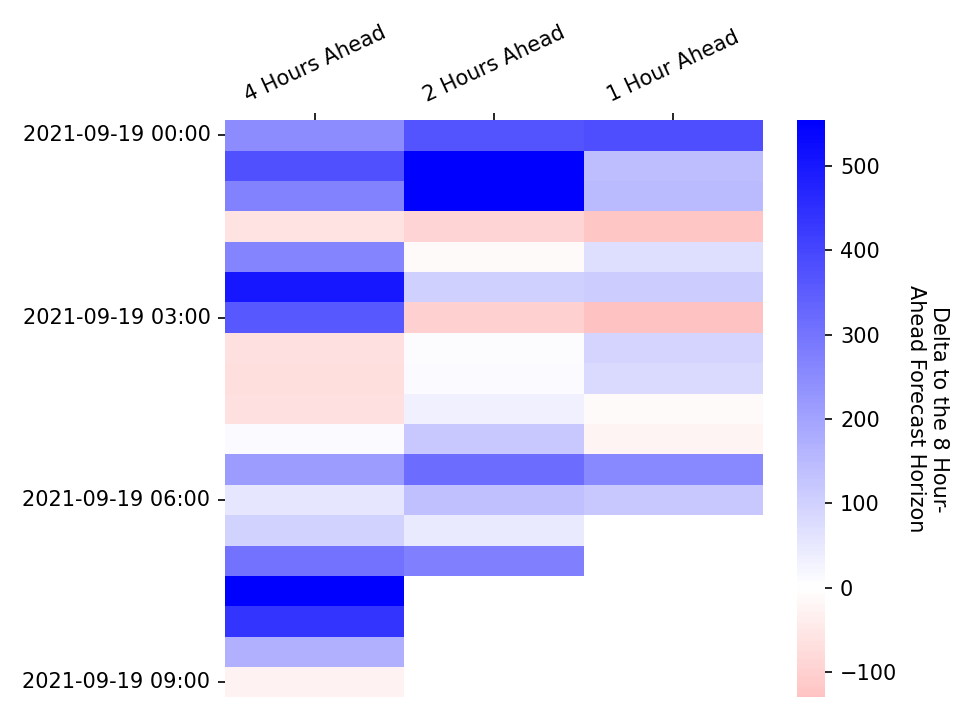 4 Hours Ahead
2 Hours Ahead
1 Hour Ahead
2021-09-19 00:00
2021-09-19 03:00
2021-09-19 06:00
2021-09-19 09:00
500
400
300
200
100
0
−100
Delta to the 8 Hour-
Ahead Forecast Horizon